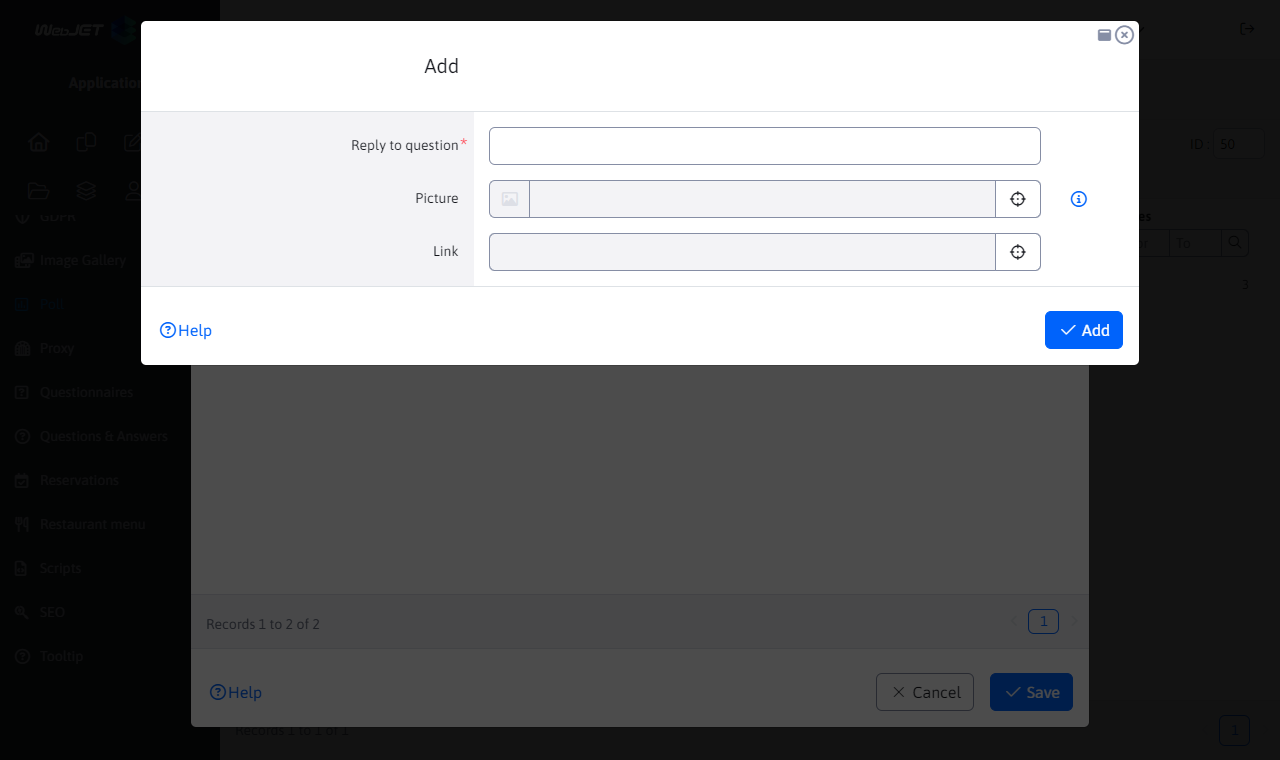 WebJET
Add
Application
Reply to question*
ID
50
Picture
GDPR
Link
To
Image Gallery
3
Help
Add
Proxy
Questionnaires
Questions & Answers
Reservations
Restaurant menu
Scripts
SEO
Records 1 to 2 of 2
1
Tooltip
Help
Cancel
Save
Records 1 to 1 of 1
1